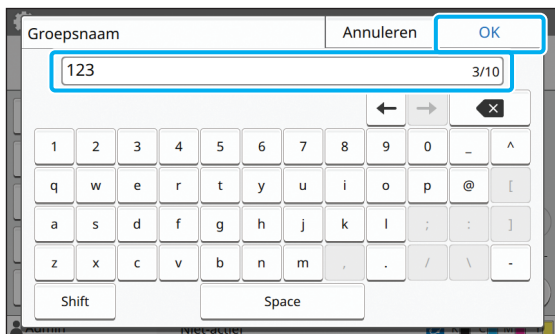 Groepsnaam Annuleren OK
123 3/10
← →
1 2 3 4 5 6 7 8 9 0 _ ^
q w e r t y u i o p @ [
a s d f g h j k l ; : ]
z x c v b n m , . / \ -
Shift Space
Admin Niet-actief K C M Y